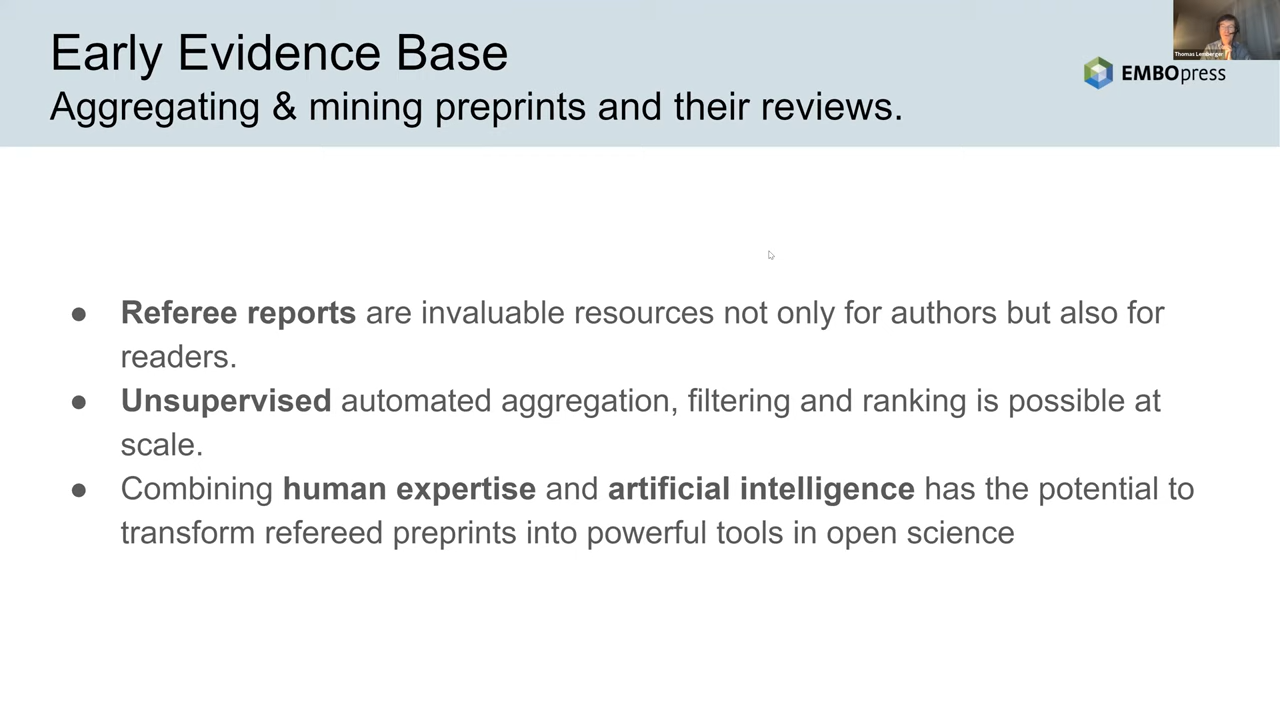 Early Evidence Base
Aggregating & mining preprints and their reviews.
Thomas Lemberger
EMBOpress
● Referee reports are invaluable resources not only for authors but also for
readers.
● Unsupervised automated aggregation, filtering and ranking is possible at
scale.
● Combining human expertise and artificial intelligence has the potential to
transform refereed preprints into powerful tools in open science